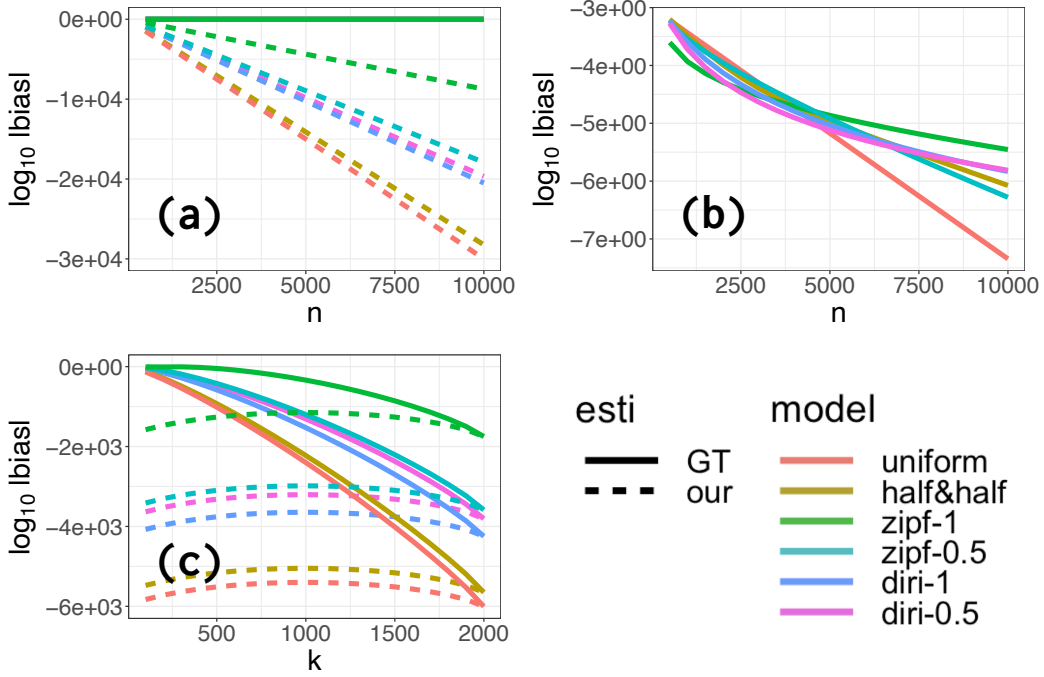 0e+00
−1e+04
−2e+04
−3e+04
log10 |bias|
(a)
2500 5000 7500 10000
n
−3e+00
−4e+00
−5e+00
−6e+00
−7e+00
log10 |bias|
(b)
2500 5000 7500 10000
n
0e+00
−2e+03
−4e+03
−6e+03
log10 |bias|
(c)
500 1000 1500 2000
k
esti
GT
our
model
uniform
half&half
zipf-1
zipf-0.5
diri-1
diri-0.5